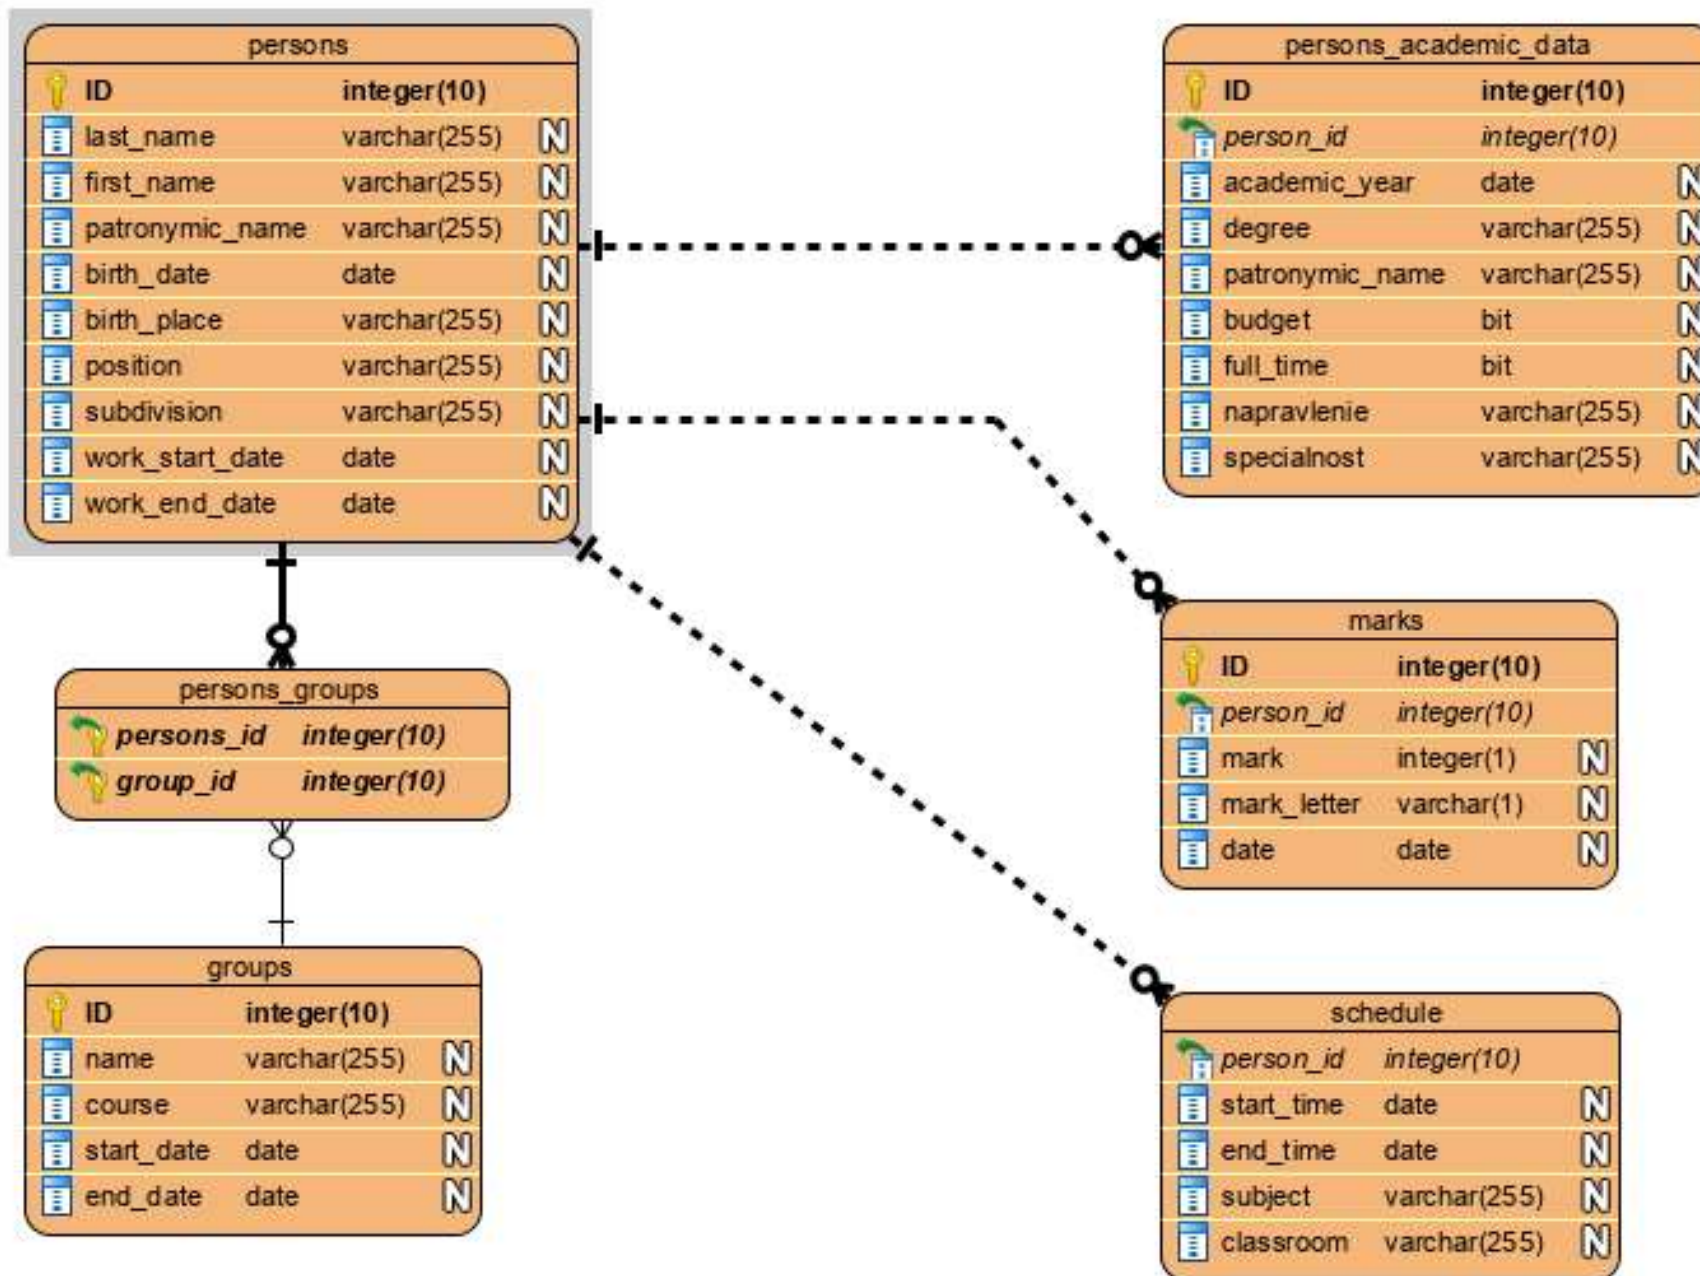 persons
ID integer(10)
last_name varchar(255) N
first_name varchar(255) N
patronymic_name varchar(255) N
birth_date date N
birth_place varchar(255) N
position varchar(255) N
subdivision varchar(255) N
work_start_date date N
work_end_date date N
persons_academic_data
ID integer(10)
person_id integer(10)
academic_year date N
degree varchar(255) N
patronymic_name varchar(255) N
budget bit N
full_time bit N
napravlenie varchar(255) N
specialnost varchar(255) N
persons_groups
persons_id integer(10)
group_id integer(10)
marks
ID integer(10)
person_id integer(10)
mark integer(1) N
mark_letter varchar(1) N
date date N
groups
ID integer(10)
name varchar(255) N
course varchar(255) N
start_date date N
end_date date N
schedule
person_id integer(10)
start_time date N
end_time date N
subject varchar(255) N
classroom varchar(255) N